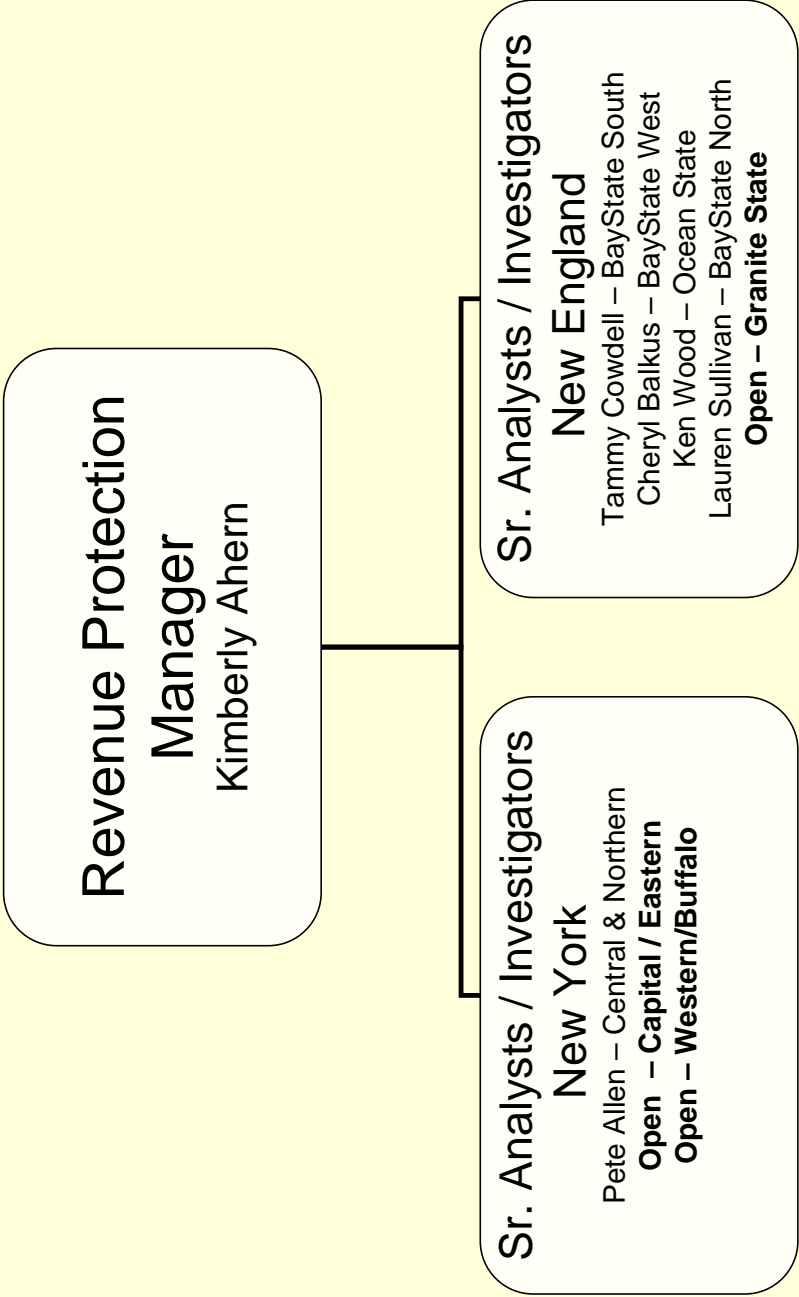 Revenue Protection
Manager
Kimberly Ahern
Sr. Analysts / Investigators
New York
Pete Allen – Central & Northern
Open – Capital / Eastern
Open – Western/Buffalo
Sr. Analysts / Investigators
New England
Tammy Cowdell – BayState South
Cheryl Balkus – BayState West
Ken Wood – Ocean State
Lauren Sullivan – BayState North
Open – Granite State